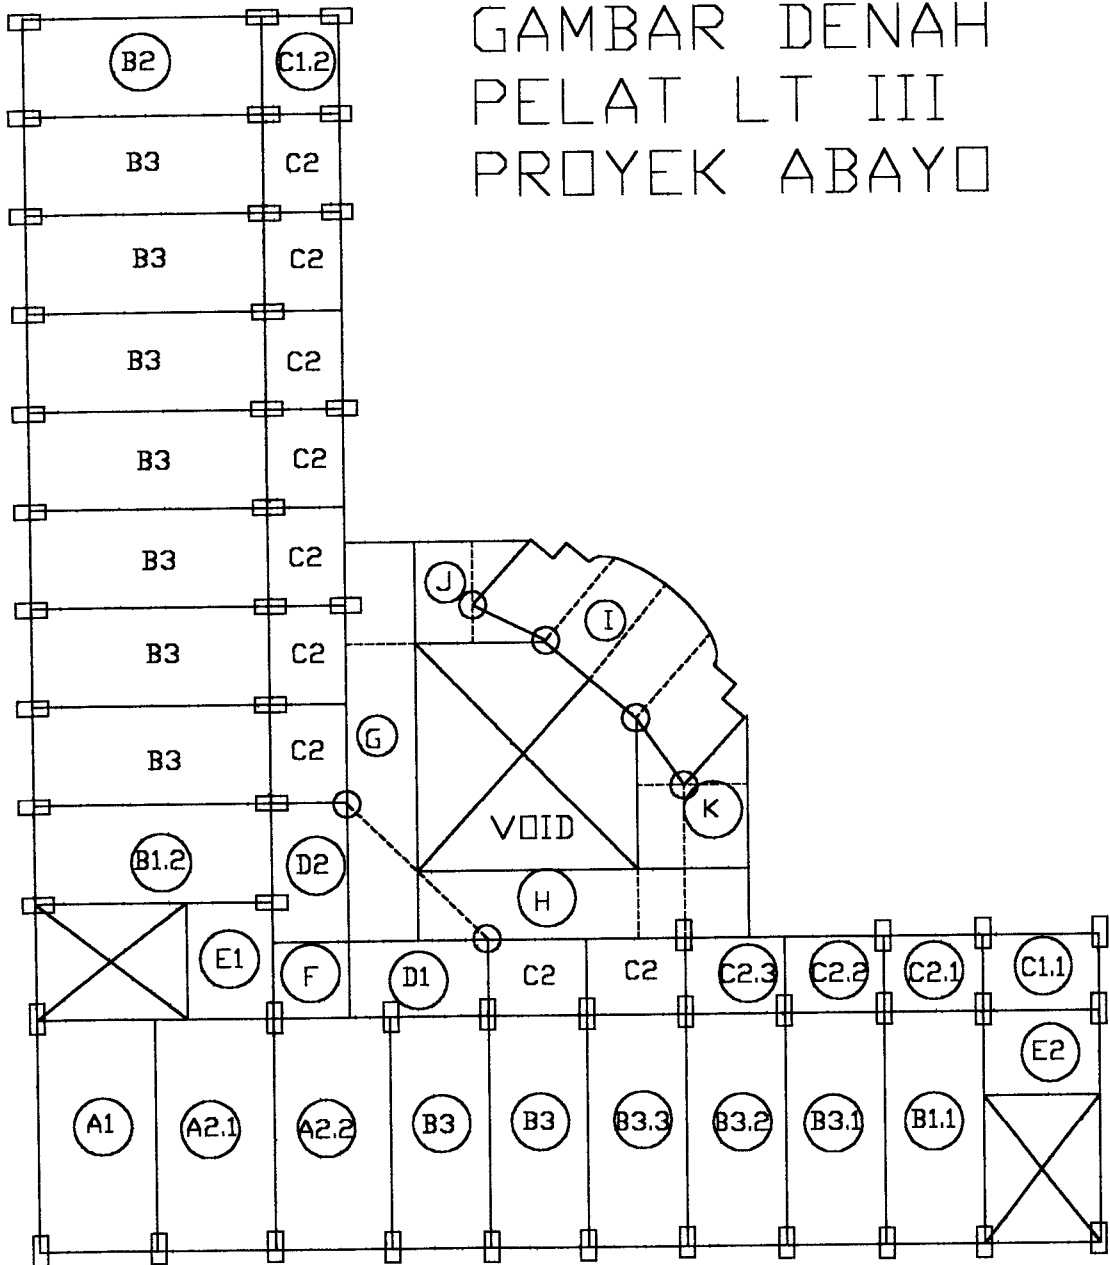 GAMBAR DENAH
PELAT LT III
PROYEK ABAYO
B2 C1.2
B3 C2
B3 C2
B3 C2
B3 C2
B3 C2
B3 C2
B3 C2
J
I
G
K
VOID
B1.2 D2
H
E1 F D1 C2 C2 C2.3 C2.2 C2.1 C1.1
E2
A1 A2.1 A2.2 B3 B3 B3.3 B3.2 B3.1 B1.1